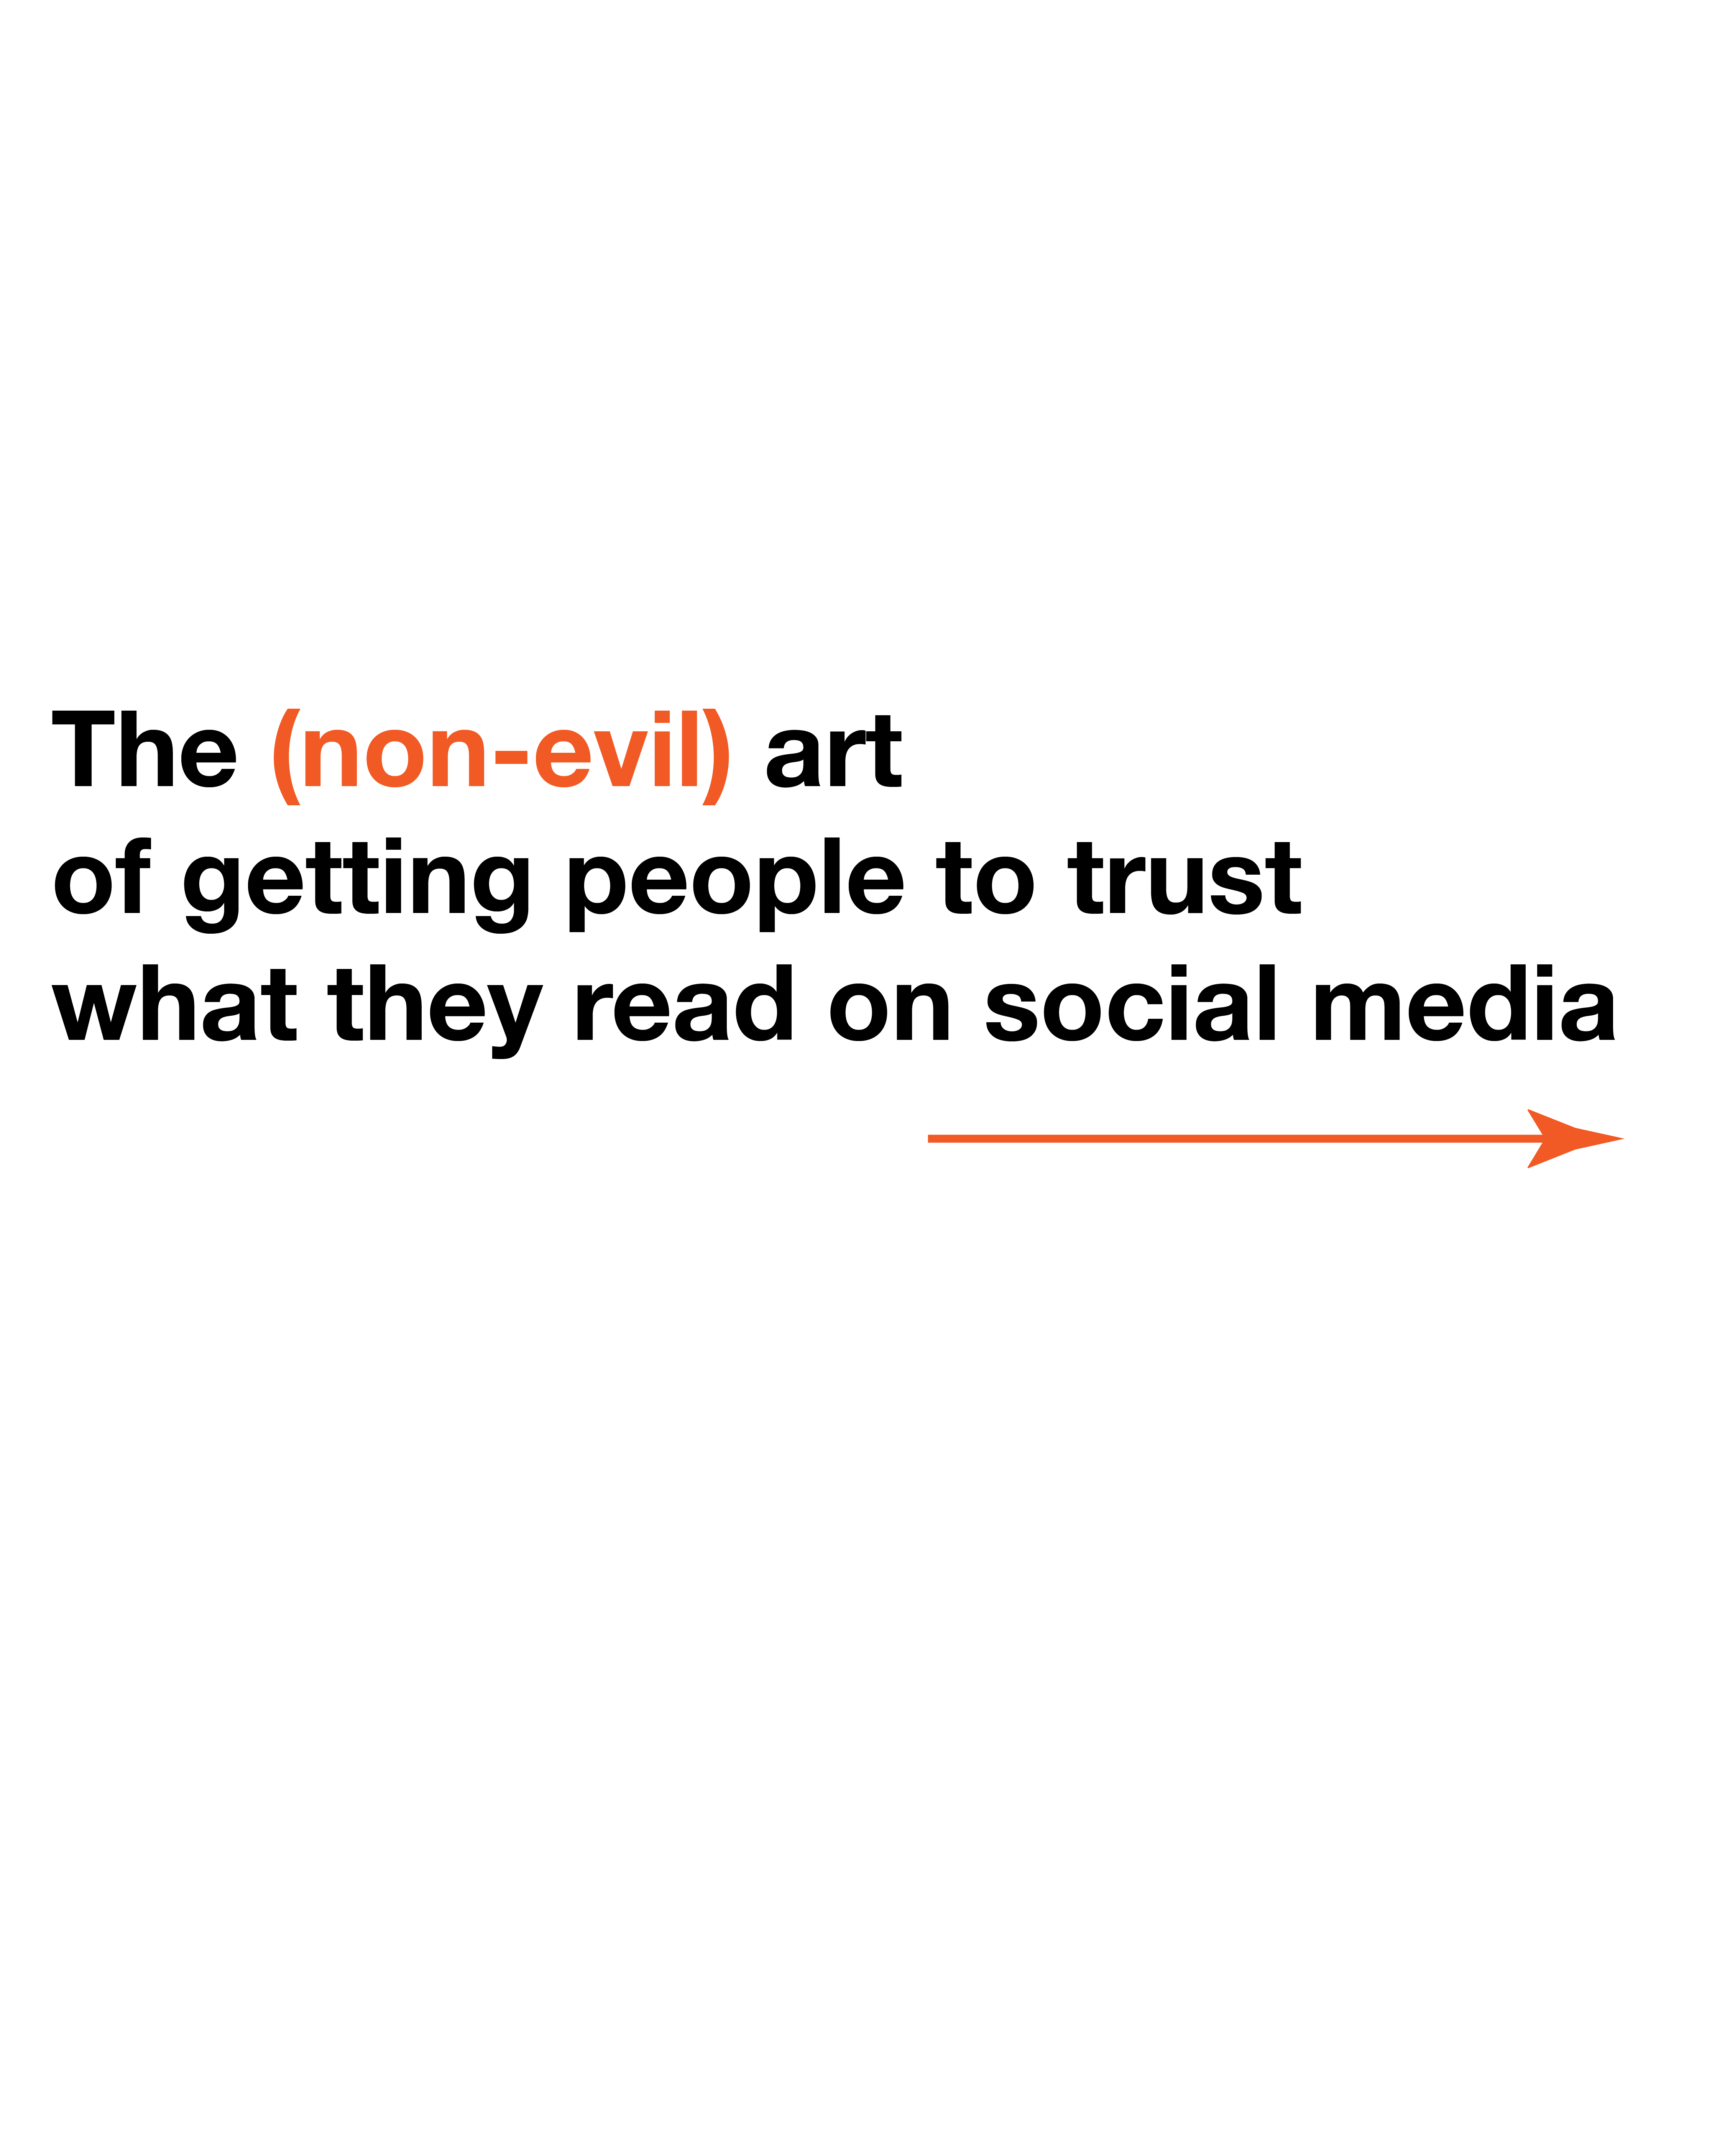 The (non-evil) art
of getting people to trust
what they read on social media